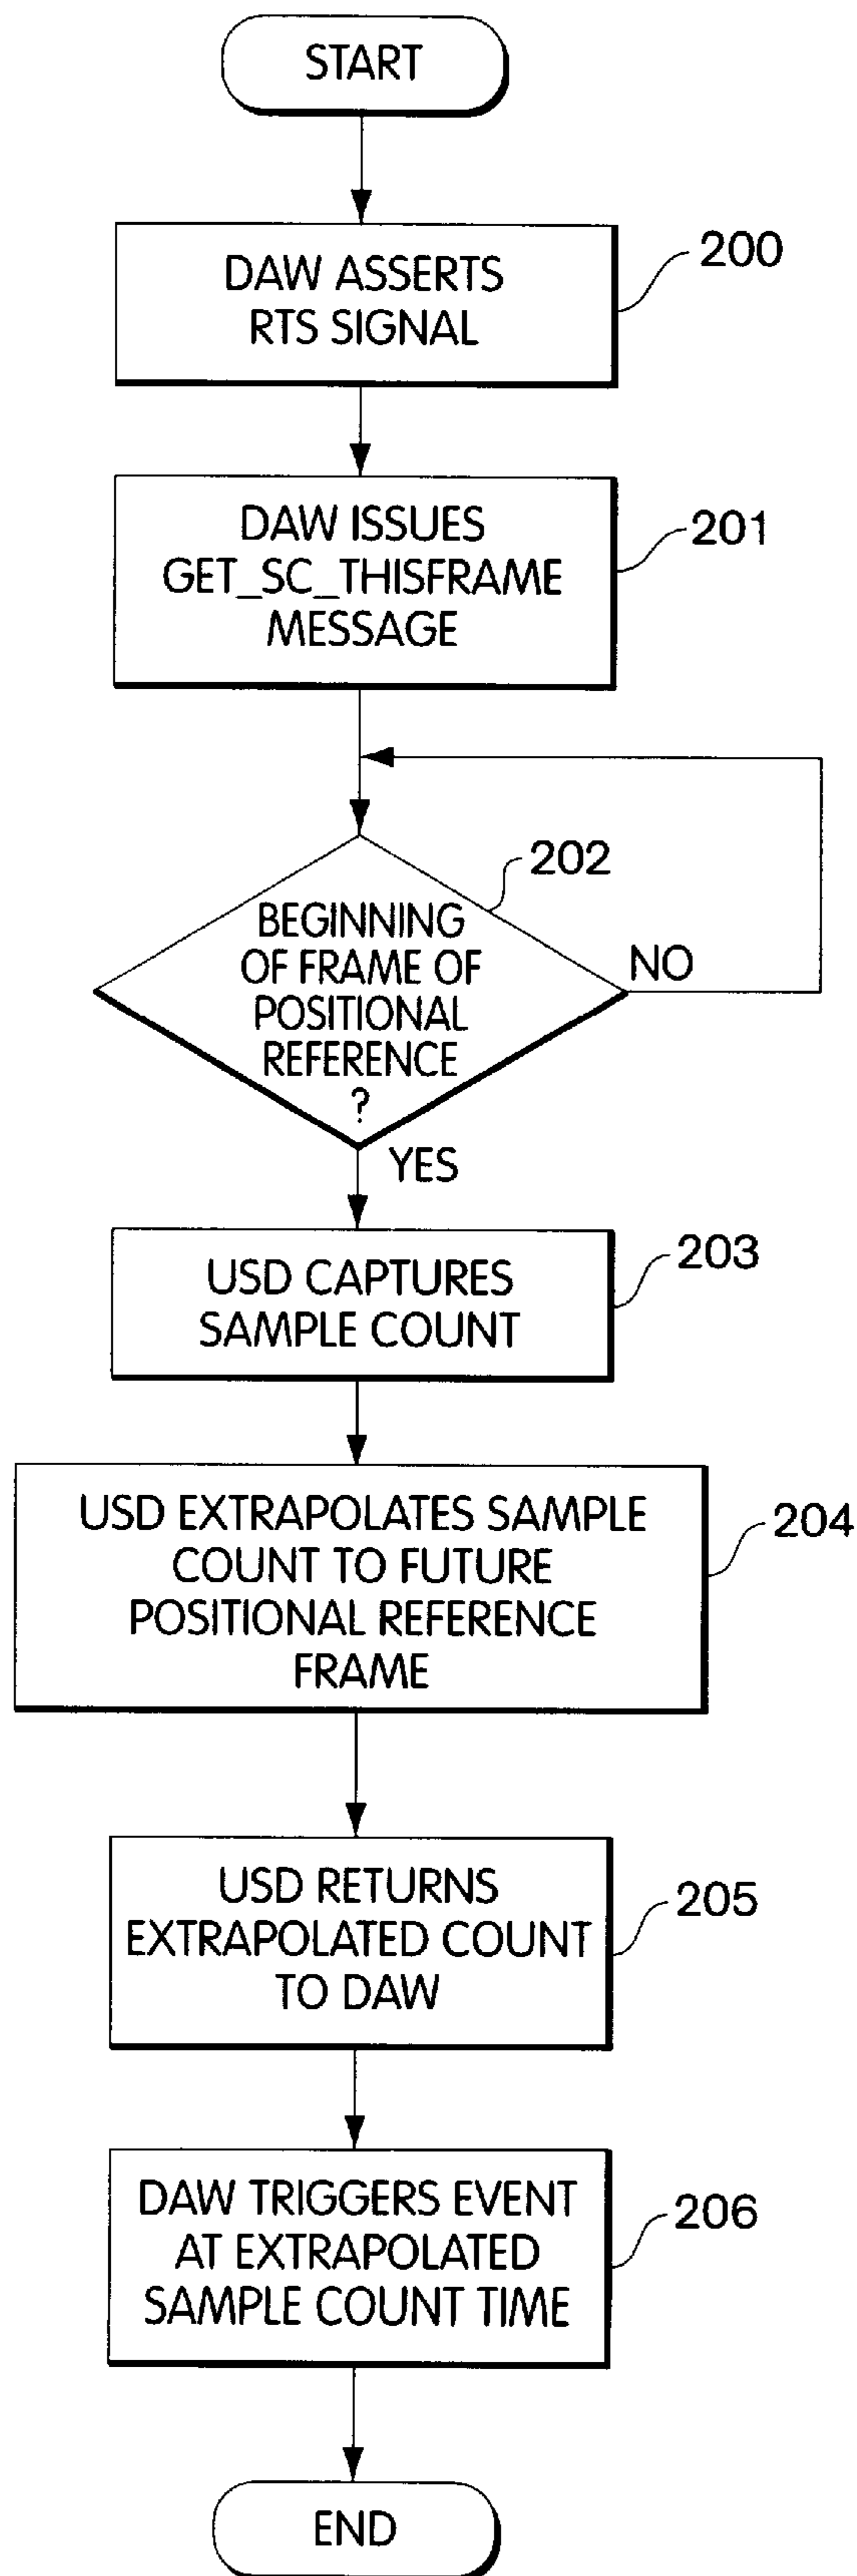 START
DAW ASSERTS
RTS SIGNAL
200
DAW ISSUES
GET_SC_THISFRAME
MESSAGE
201
202
BEGINNING
OF FRAME OF
POSITIONAL
REFERENCE
?
NO
YES
USD CAPTURES
SAMPLE COUNT
203
USD EXTRAPOLATES SAMPLE
COUNT TO FUTURE
POSITIONAL REFERENCE
FRAME
204
USD RETURNS
EXTRAPOLATED COUNT
TO DAW
205
DAW TRIGGERS EVENT
AT EXTRAPOLATED
SAMPLE COUNT TIME
206
END